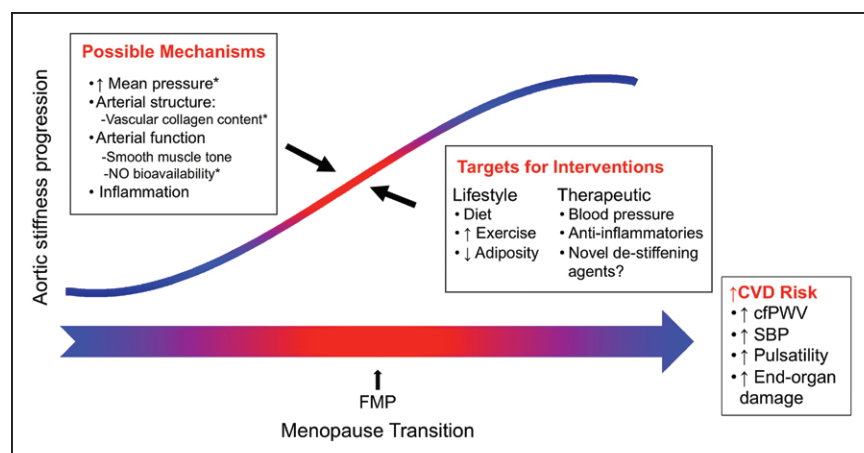 Possible Mechanisms
•↑ Mean pressure*
•Arterial structure:
-Vascular collagen content*
•Arterial function
-Smooth muscle tone
-NO bioavailability*
• Inflammation
Aortic stiffness progression
Targets for Interventions
Lifestyle
• Diet
• ↑ Exercise
• ↓ Adiposity
Therapeutic
• Blood pressure
• Anti-inflammatories
• Novel de-stiffening
agents?
↑CVD Risk
• ↑ cfPWV
• ↑ SBP
• ↑ Pulsatility
• ↑ End-organ
damage
FMP
Menopause Transition